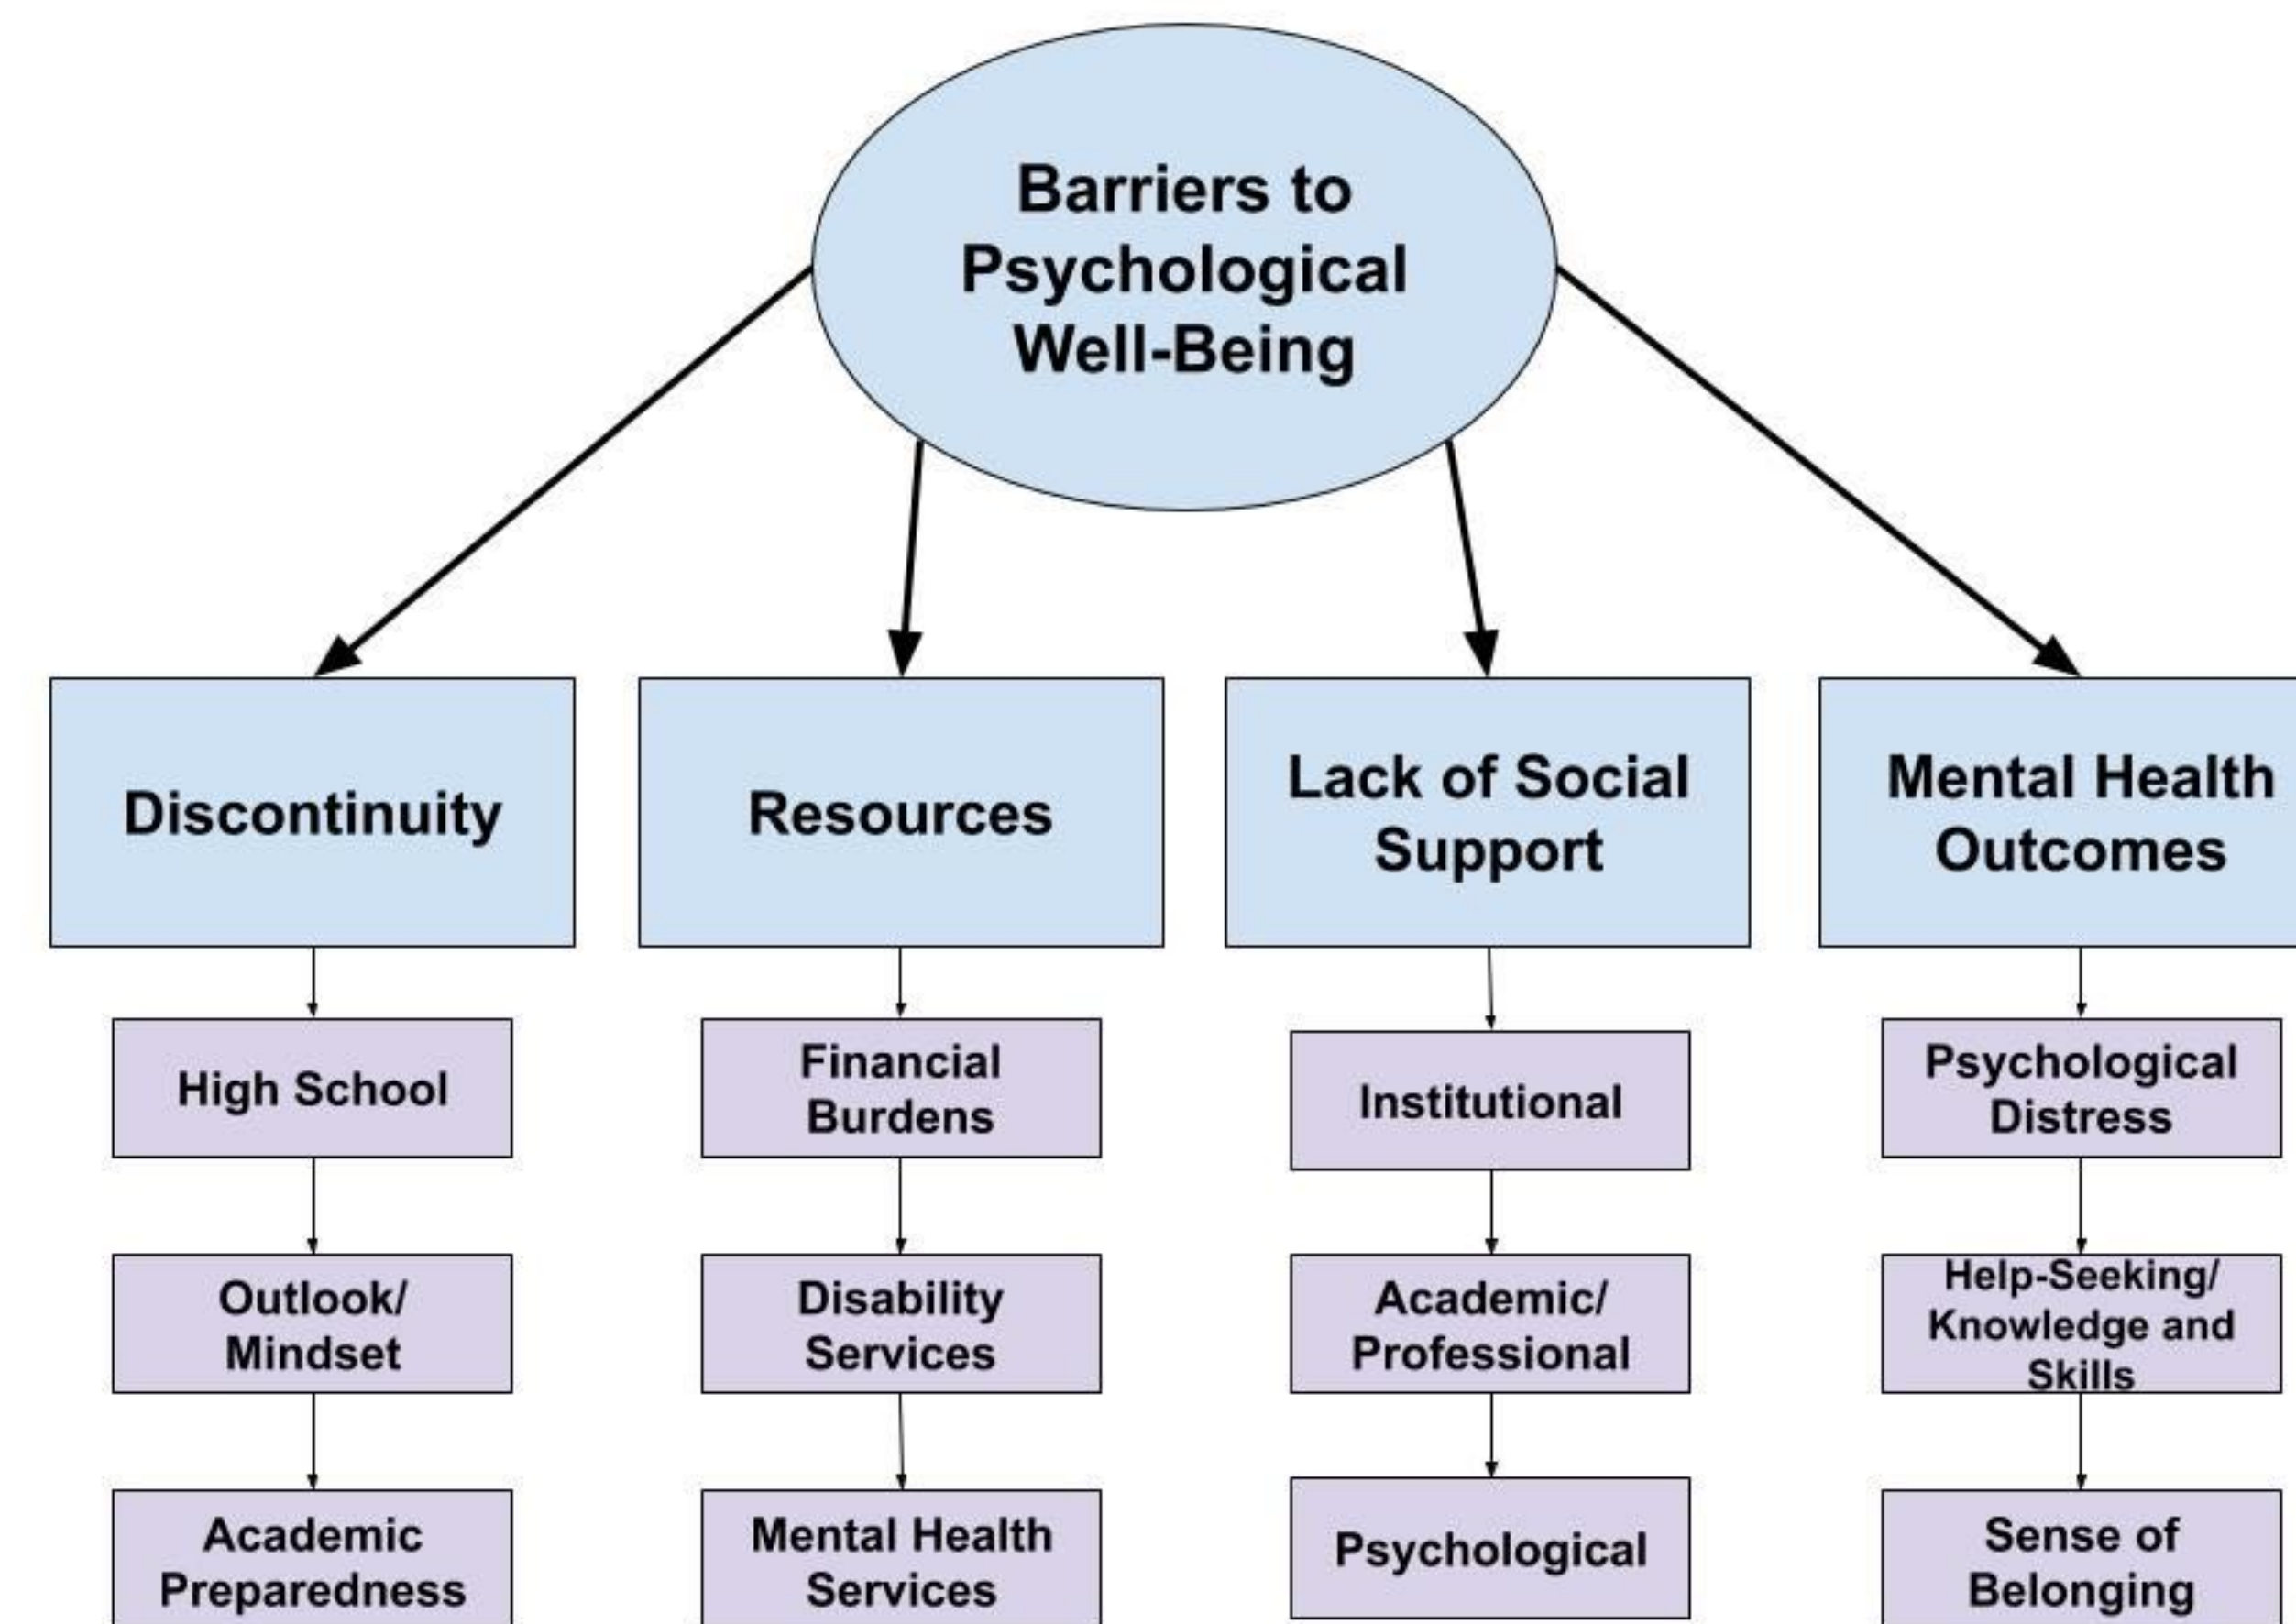 Barriers to
Psychological
Well-Being
Discontinuity
Resources
Lack of Social
Support
Mental Health
Outcomes
High School
Financial
Burdens
Institutional
Psychological
Distress
Outlook/
Mindset
Disability
Services
Academic/
Professional
Help-Seeking/
Knowledge and
Skills
Academic
Preparedness
Mental Health
Services
Psychological
Sense of
Belonging